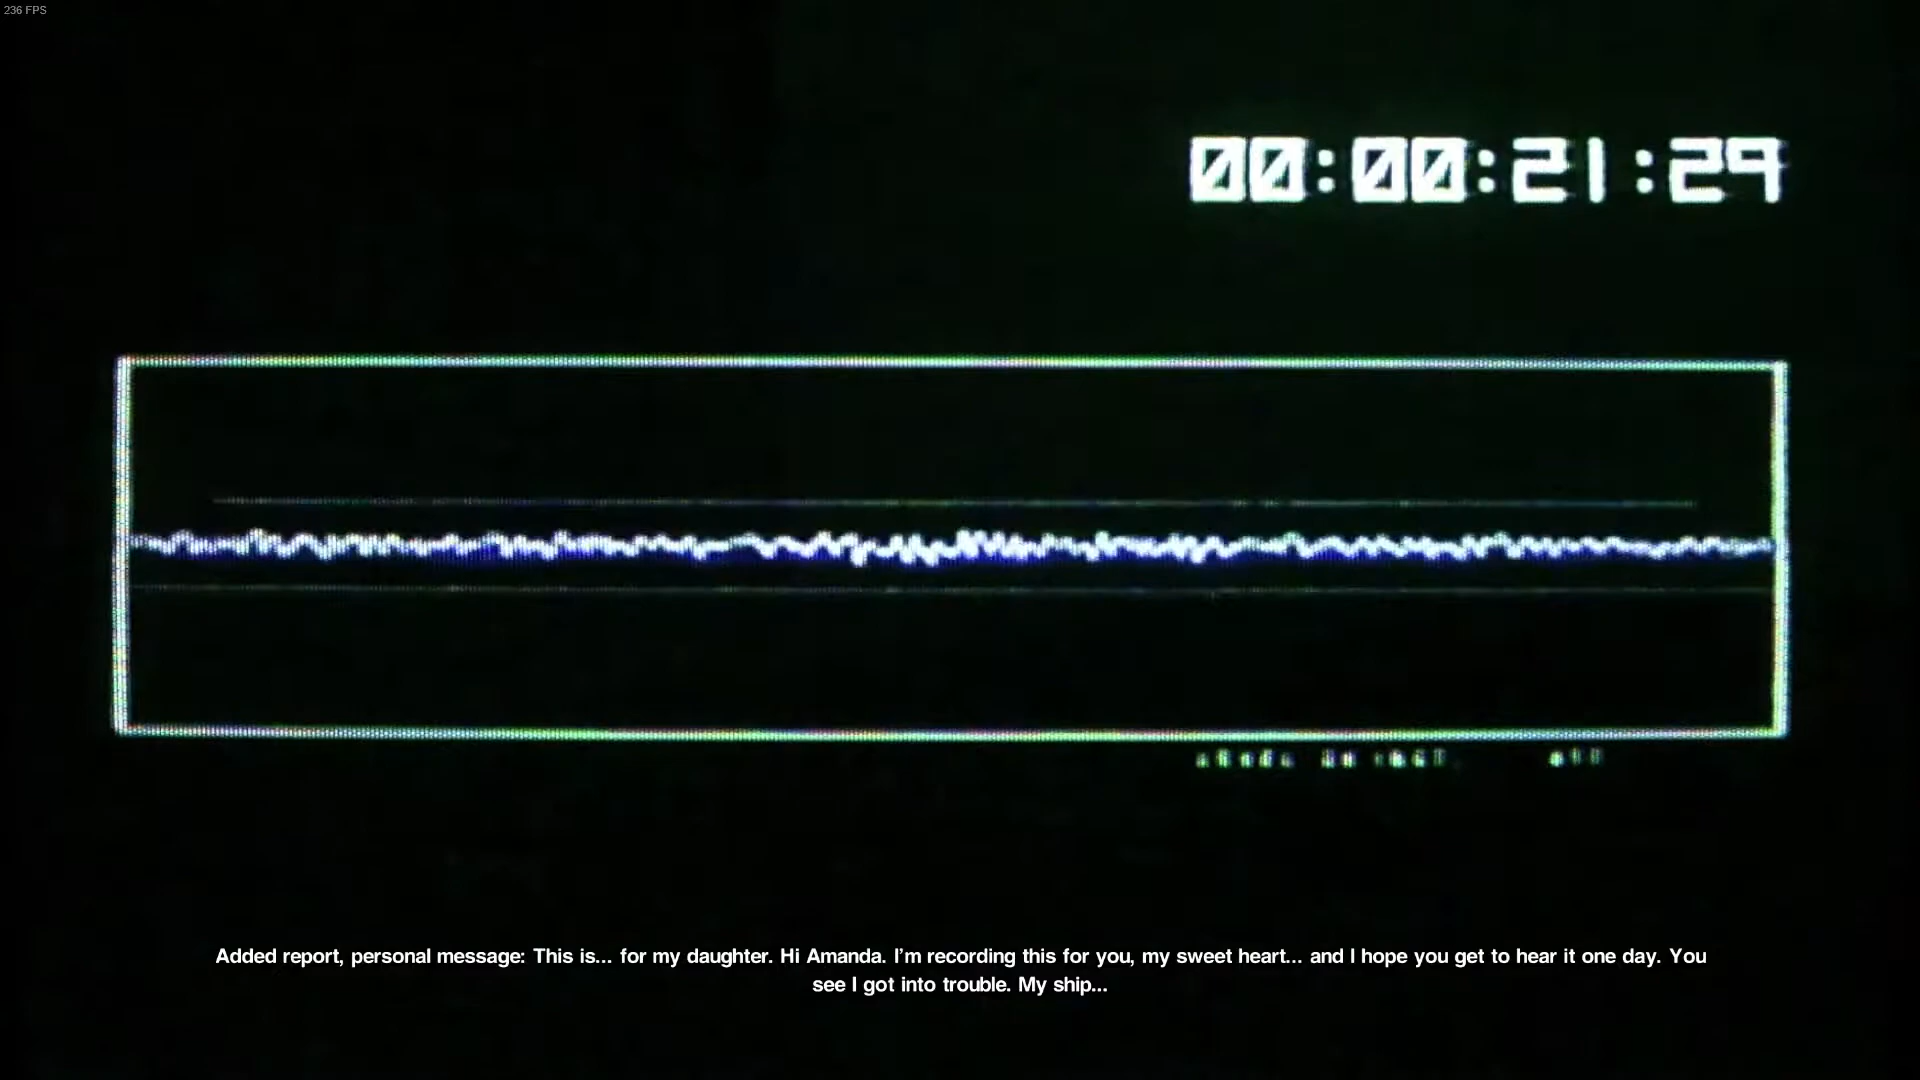 236 FPS
00:00:21:29
Added report, personal message: This is... for my daughter. Hi Amanda. I’m recording this for you, my sweet heart... and I hope you get to hear it one day. You
see I got into trouble. My ship...